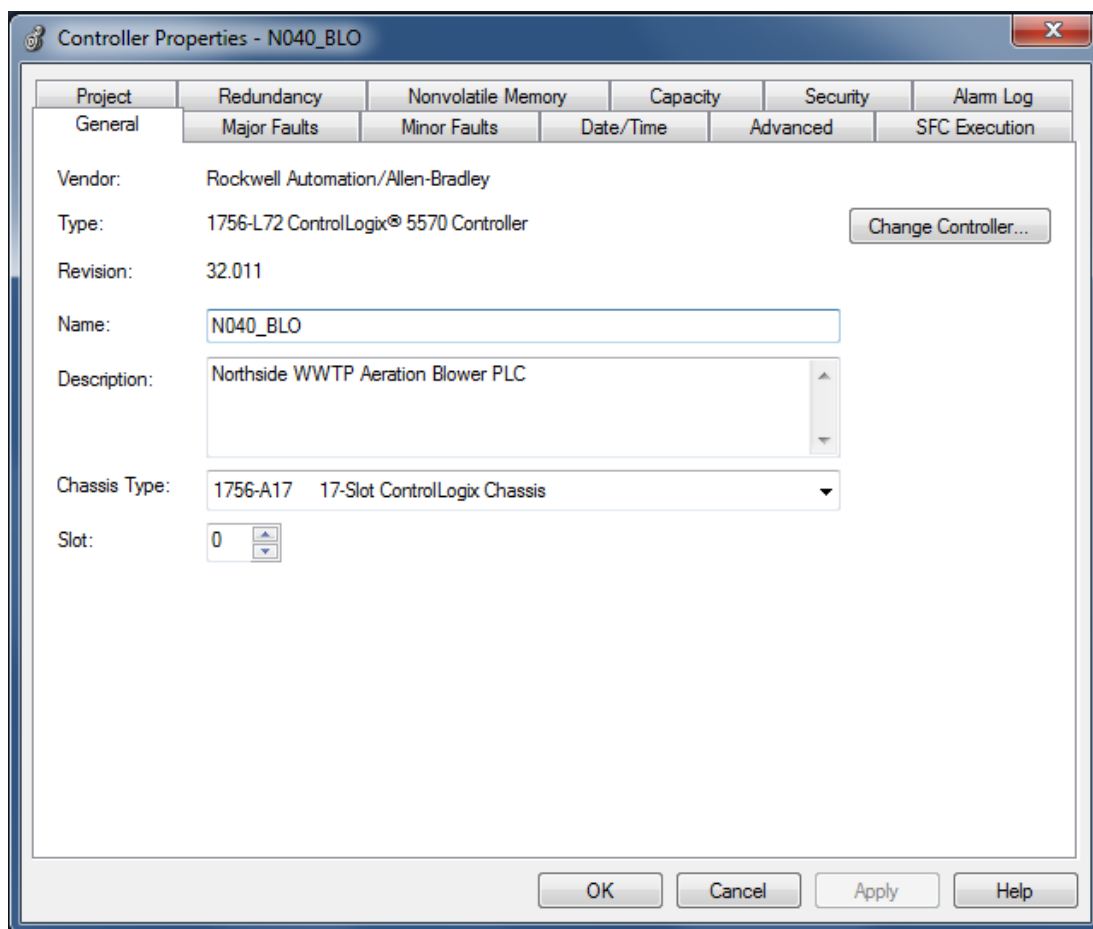 Controller Properties - N040_BLO
Project Redundancy Nonvolatile Memory Capacity Security Alarm Log
General Major Faults Minor Faults Date/Time Advanced SFC Execution
Vendor: Rockwell Automation/Allen-Bradley
Type: 1756-L72 ControlLogix® 5570 Controller Change Controller...
Revision: 32.011
Name: N040_BLO
Description: Northside WWTP Aeration Blower PLC
Chassis Type: 1756-A17 17-Slot ControlLogix Chassis
Slot: 0
OK Cancel Apply Help